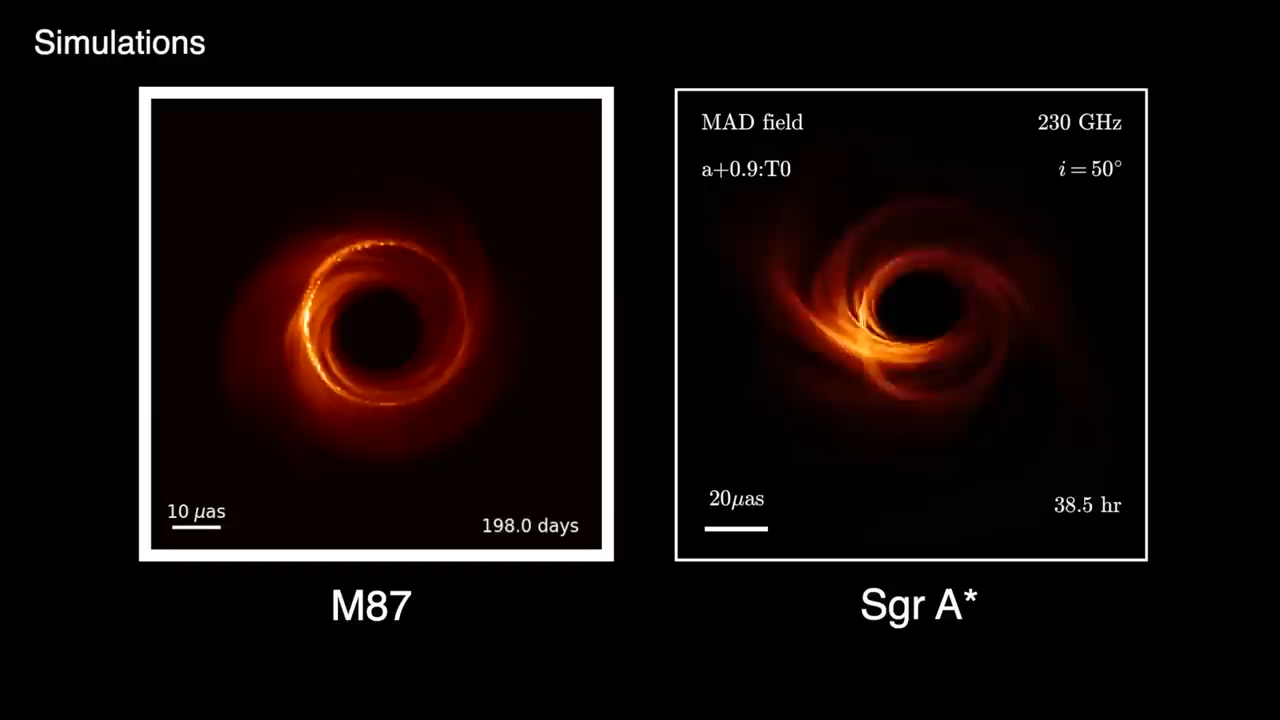 Simulations
10 μas
198.0 days
M87
MAD field
230 GHz
a+0.9:T0
i = 50°
20μas
38.5 hr
Sgr A*